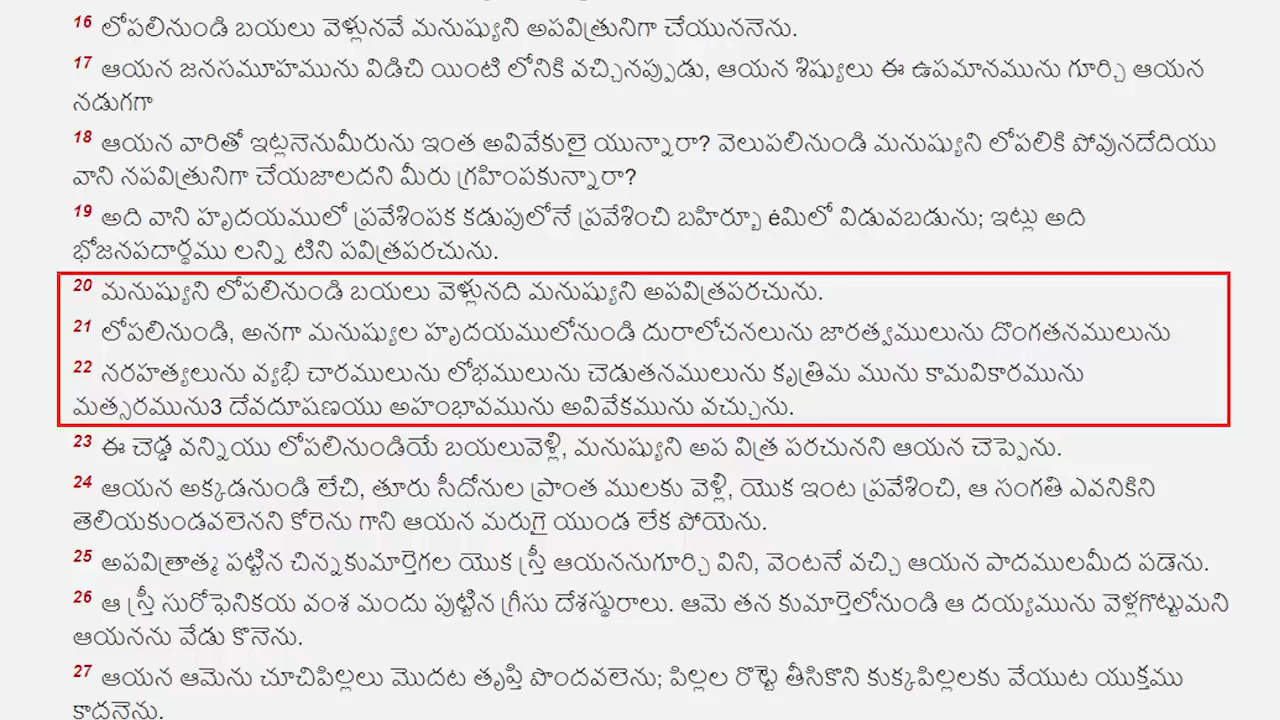 16 లోపలినుండి బయలు వెళ్లునవే మనుష్యుని అపవిత్రునిగా చేయుననెను.
17 ఆయన జనసమూహమును విడిచి యింటి లోనికి వచ్చినప్పుడు, ఆయన శిష్యులు ఈ ఉపమానమును గూర్చి ఆయన
నడుగగా
18 ఆయన వారితో ఇట్లనెనుమీరును ఇంత అవివేకులై యున్నారా? వెలుపలినుండి మనుష్యుని లోపలికి పోవునదేదియు
వాని నపవిత్రునిగా చేయజాలదని మీరు గ్రహింపకున్నారా?
19 అది వాని హృదయములో ప్రవేశింపక కడుపులోనే ప్రవేశించి బహిర్బూ ėమిలో విడువబడును; ఇట్లు అది
భోజనపదార్థము లన్ని టిని పవిత్రపరచును.
20 మనుష్యుని లోపలినుండి బయలు వెళ్లునది మనుష్యుని అపవిత్రపరచును.
21 లోపలినుండి, అనగా మనుష్యుల హృదయములోనుండి దురాలోచనలును జారత్వములును దొంగతనములును
22 నరహత్యలును వ్యభి చారములును లోభములును చెడుతనములును కృత్రిమ మును కామవికారమును
మత్సరమును3 దేవదూషణయు అహంభావమును అవివేకమును వచ్చును.
23 ఈ చెడ్డ వన్నియు లోపలినుండియే బయలువెళ్లి, మనుష్యుని అప విత్ర పరచునని ఆయన చెప్పెను.
24 ఆయన అక్కడనుండి లేచి, తూరు సీదోనుల ప్రాంత ములకు వెళ్లి, యొక ఇంట ప్రవేశించి, ఆ సంగతి ఎవనికిని
తెలియకుండవలెనని కోరెను గాని ఆయన మరుగై యుండ లేక పోయెను.
25 అపవిత్రాత్మ పట్టిన చిన్నకుమార్తెగల యొక స్త్రీ ఆయననుగూర్చి విని, వెంటనే వచ్చి ఆయన పాదములమీద పడెను.
26 ఆ స్త్రీ సురోఫెనికయ వంశ మందు పుట్టిన గ్రీసు దేశస్థురాలు. ఆమె తన కుమార్తెలోనుండి ఆ దయ్యమును వెళ్లగొట్టుమని
ఆయనను వేడు కొనెను.
27 ఆయన ఆమెను చూచిపిల్లలు మొదట తృప్తి పొందవలెను; పిల్లల రొట్టె తీసికొని కుక్కపిల్లలకు వేయుట యుక్తము
కాదనెను.